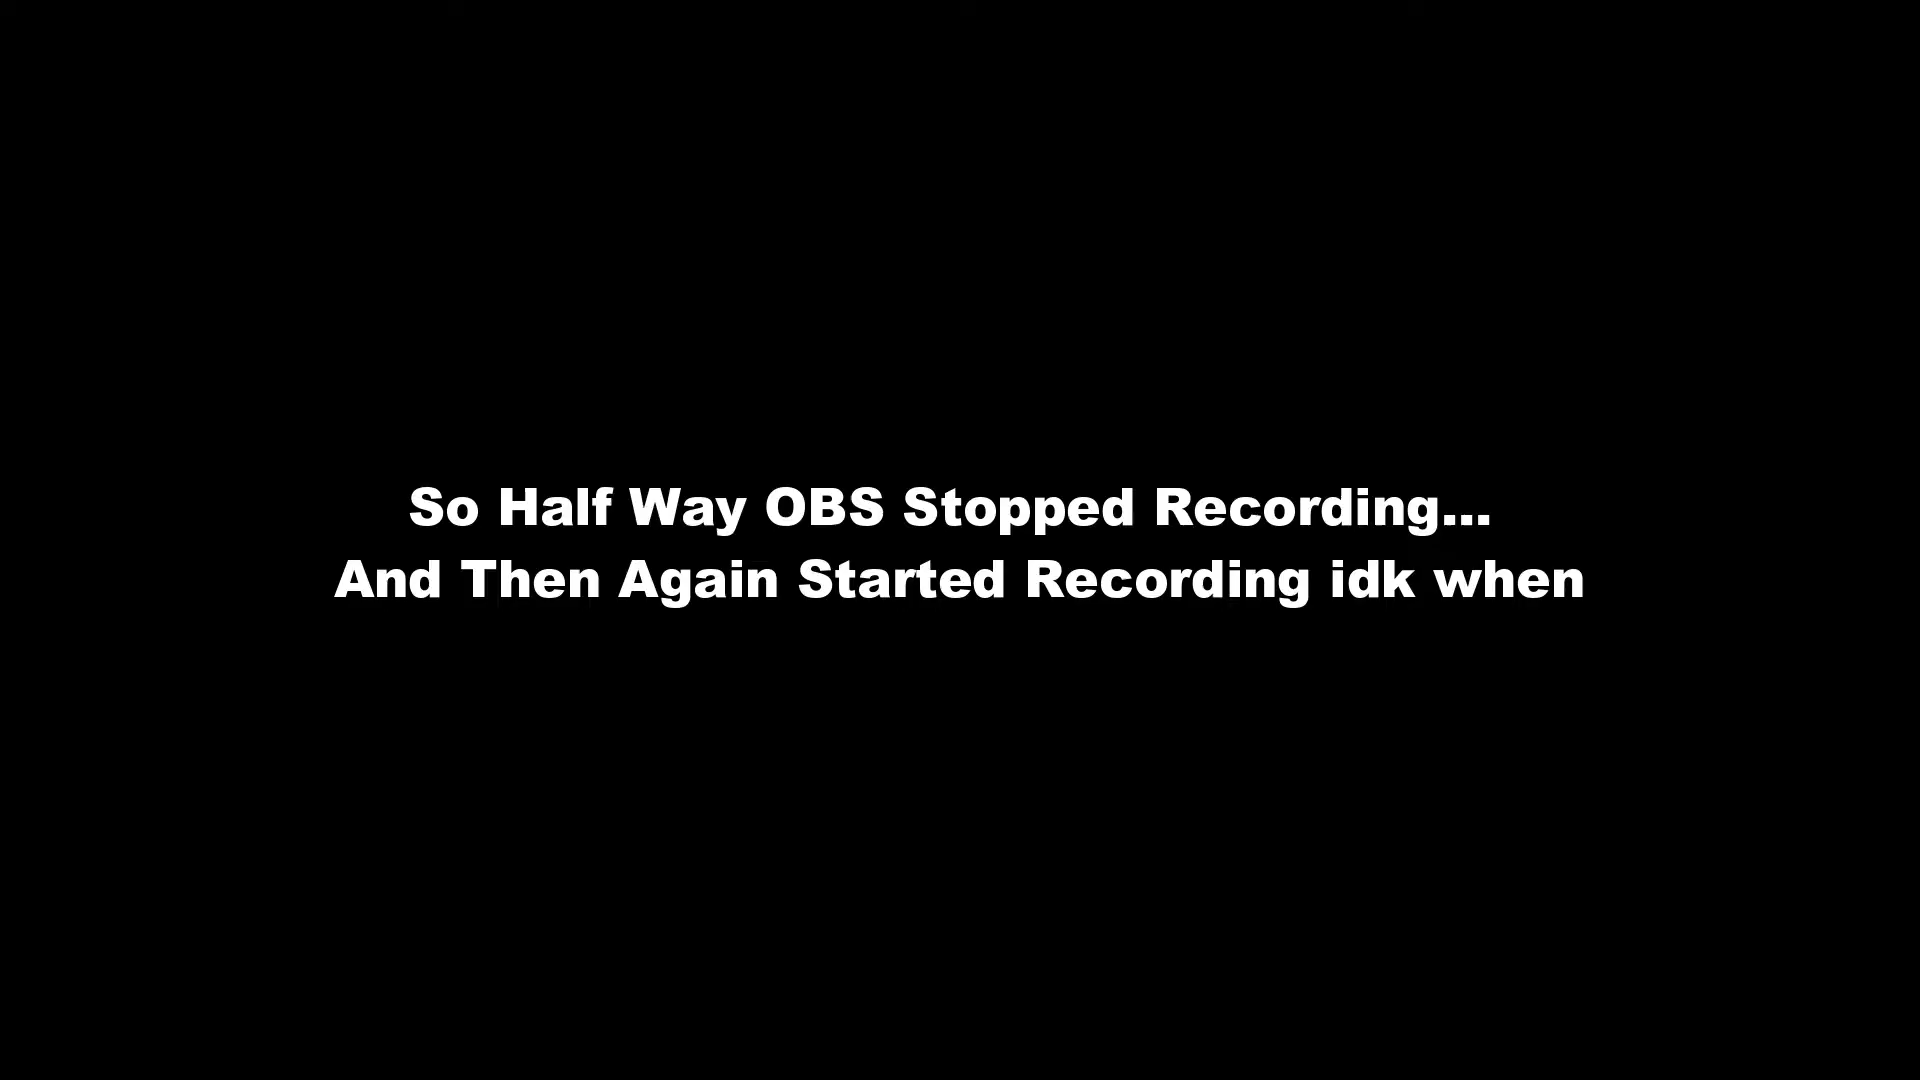 So Half Way OBS Stopped Recording...
And Then Again Started Recording idk when